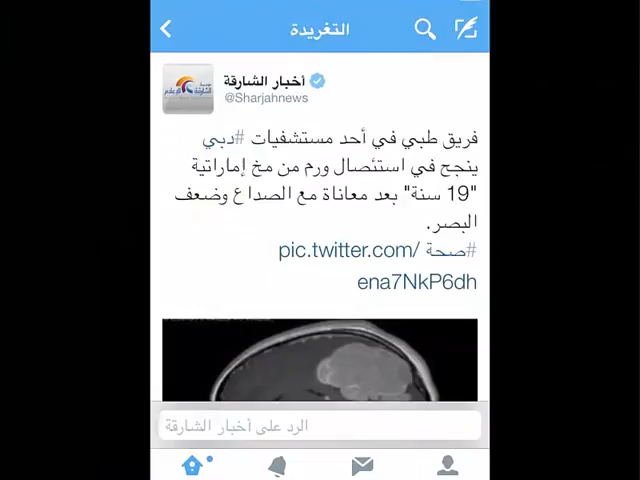 التغريدة
أخبار الشارقة
@Sharjahnews
فريق طبي في أحد مستشفيات #دبي
ينجح في استئصال ورم من مخ إماراتية
"19 سنة" بعد معاناة مع الصداع وضعف
البصر.
#صحة pic.twitter.com/
ena7NkP6dh
الرد على أخبار الشارقة